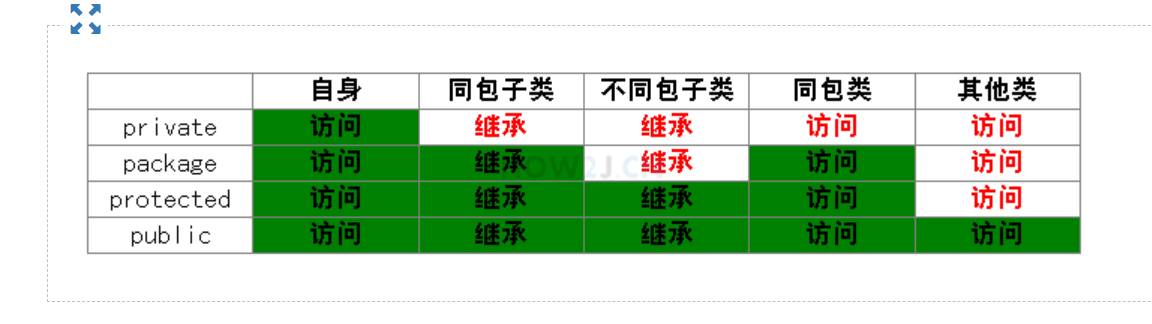 自身 同包子类 不同包子类 同包类 其他类
private 访问 继承 继承 访问 访问
package 访问 继承 继承 访问 访问
protected 访问 继承 继承 访问 访问
public 访问 继承 继承 访问 访问